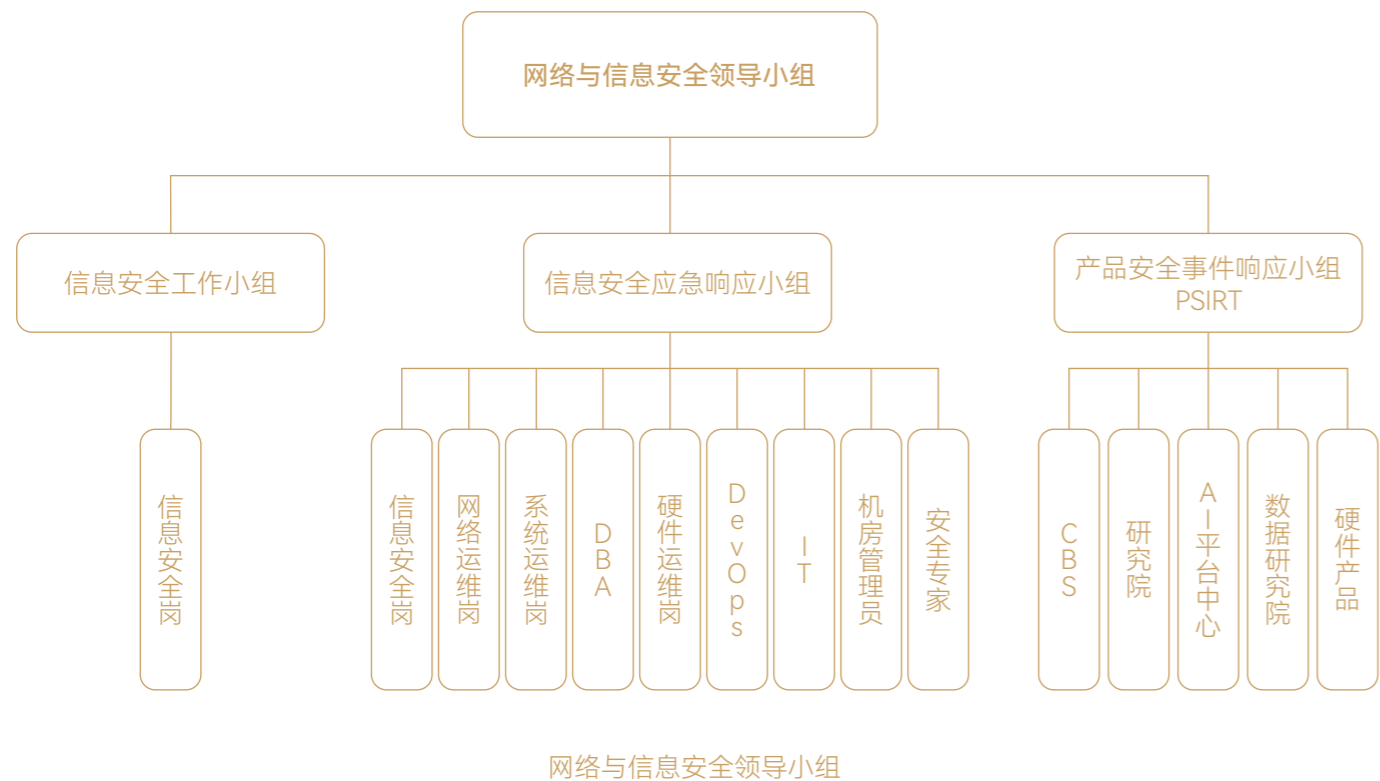 网络与信息安全领导小组
信息安全工作小组
信息安全应急响应小组
产品安全事件响应小组
PSIRT
信息安全岗
信息安全岗
网络运维岗
系统运维岗
DBA
硬件运维岗
DevOps
IT
机房管理员
安全专家
CBS
研究院
AI平台中心
数据研究院
硬件产品
网络与信息安全领导小组